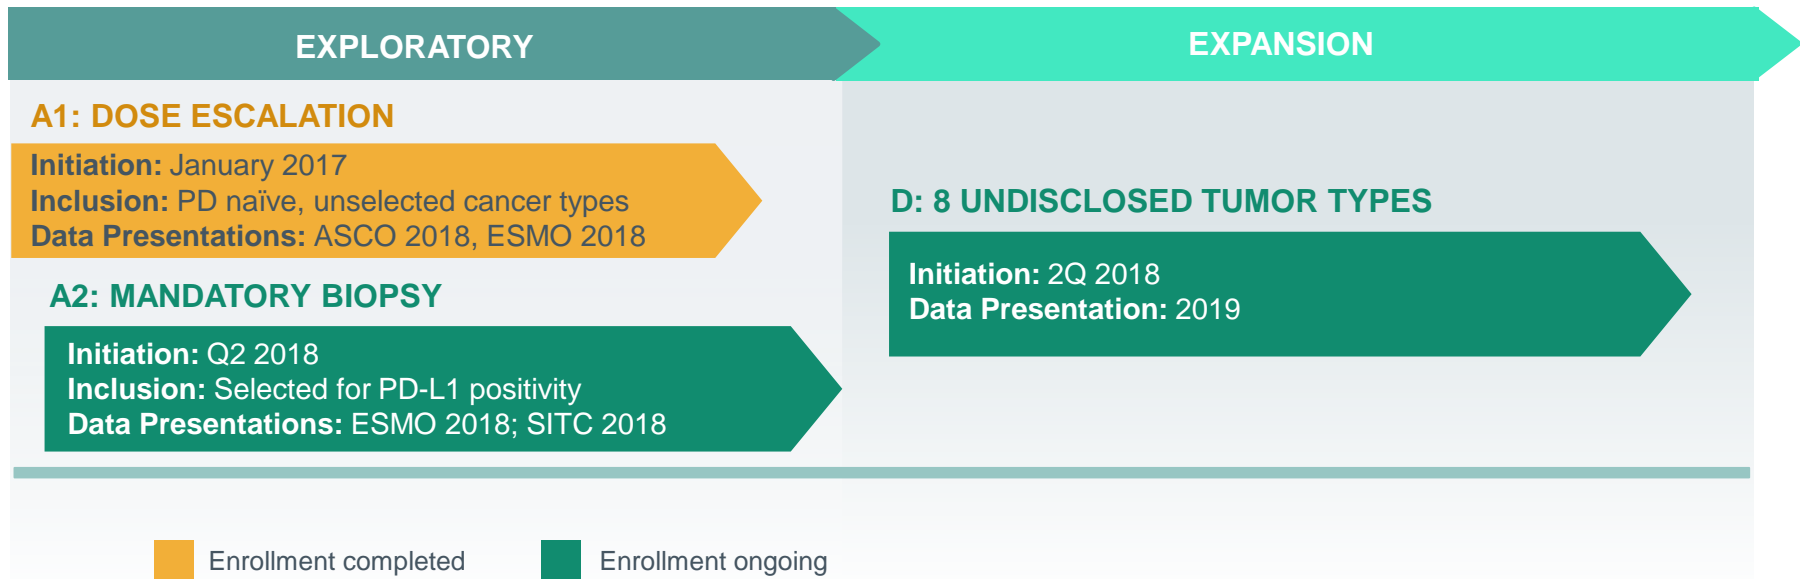 EXPLORATORY
EXPANSION
A1: DOSE ESCALATION
Initiation: January 2017
Inclusion: PD naïve, unselected cancer types
Data Presentations: ASCO 2018, ESMO 2018
A2: MANDATORY BIOPSY
Initiation: Q2 2018
Inclusion: Selected for PD-L1 positivity
Data Presentations: ESMO 2018; SITC 2018
D: 8 UNDISCLOSED TUMOR TYPES
Initiation: 2Q 2018
Data Presentation: 2019
Enrollment completed
Enrollment ongoing